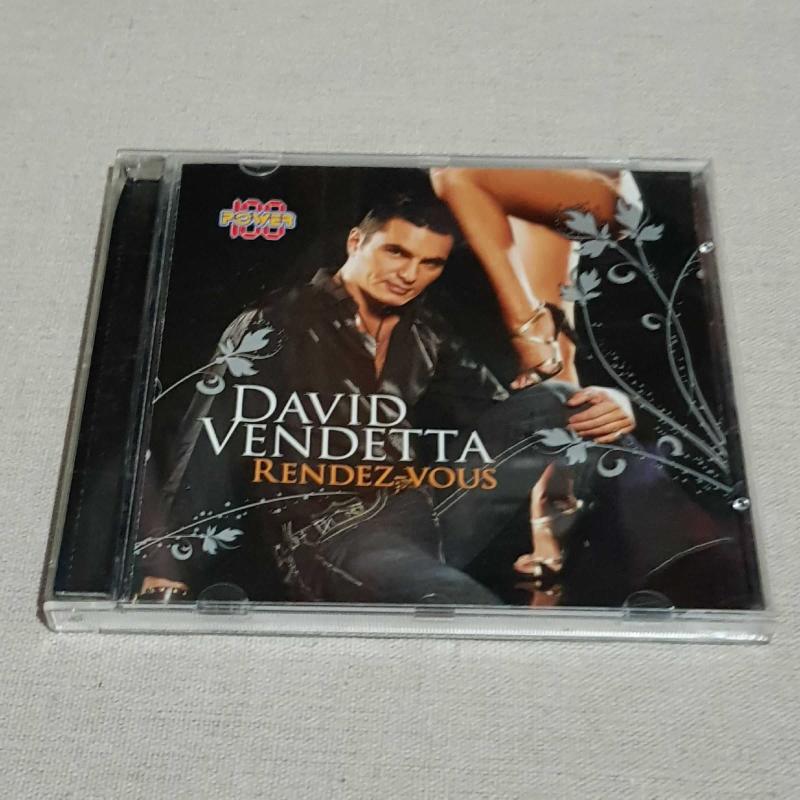 100
POWER
DAVID
VENDETTA
RENDEZ-VOUS